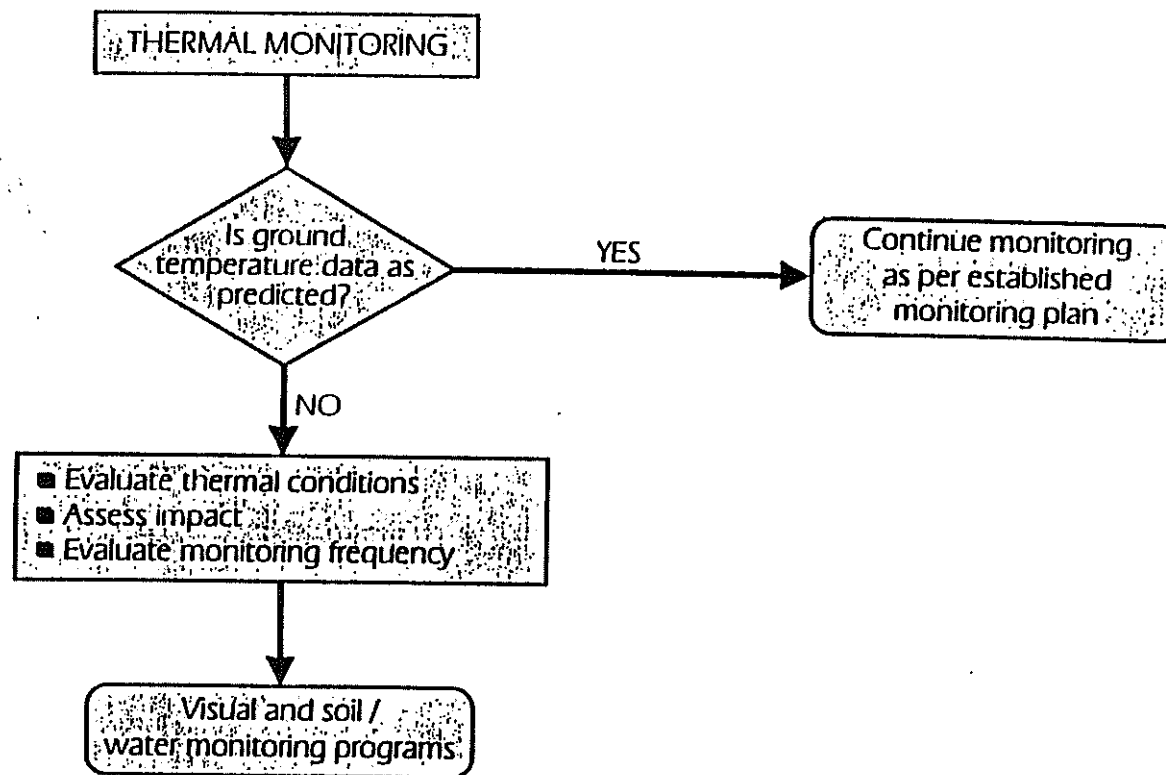 THERMAL MONITORING
Is ground
temperature data as
predicted?
YES
Continue monitoring
as per established
monitoring plan
NO
■ Evaluate thermal conditions
■ Assess impact
■ Evaluate monitoring frequency
Visual and soil /
water monitoring programs